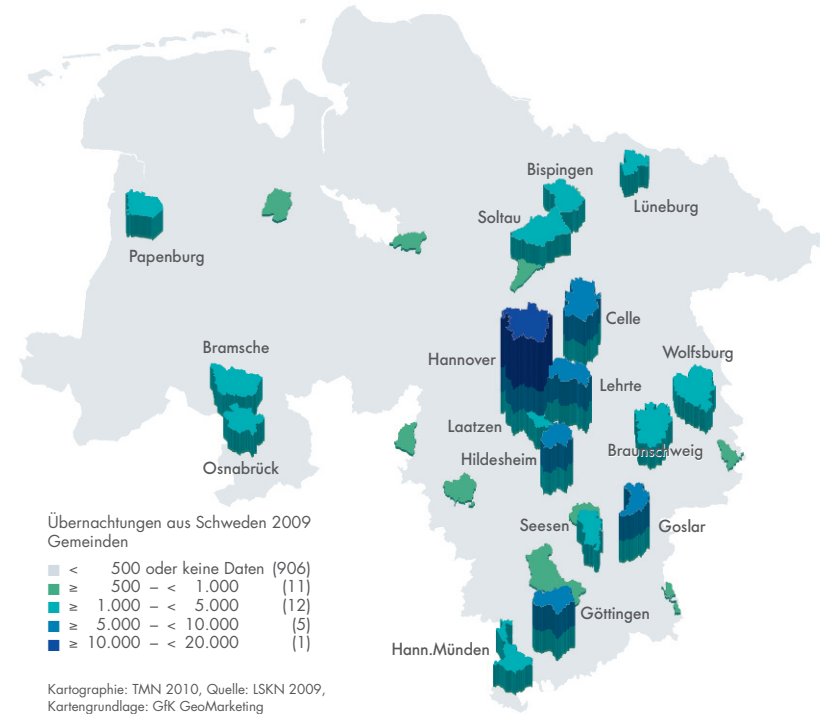 Bispingen
Lüneburg
Soltau
Papenburg
Celle
Bramsche
Hannover
Wolfsburg
Lehrte
Laatzen
Hildesheim
Braunschweig
Osnabrück
Seesen
Goslar
Göttingen
Hann.Münden
Übernachtungen aus Schweden 2009
Gemeinden
< 500 oder keine Daten (906)
≥ 500 – < 1.000 (11)
≥ 1.000 – < 5.000 (12)
≥ 5.000 – < 10.000 (5)
≥ 10.000 – < 20.000 (1)
Kartographie: TMN 2010, Quelle: LSKN 2009,
Kartengrundlage: GfK GeoMarketing